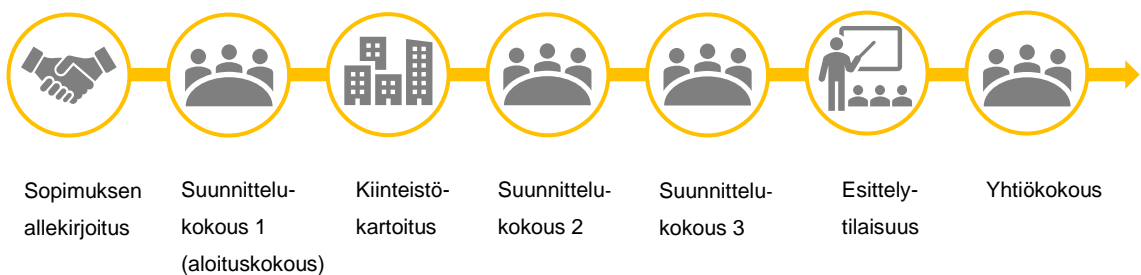 Sopimuksen
allekirjoitus
Suunnittelu-
kokous 1
(aloituskokous)
Kiinteistö-
kartoitus
Suunnittelu-
kokous 2
Suunnittelu-
kokous 3
Esittely-
tilaisuus
Yhtiökokous